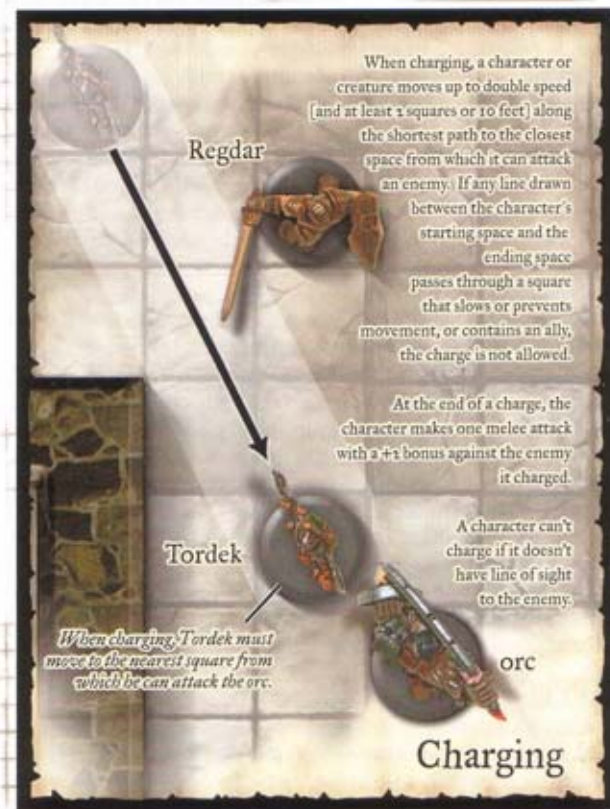 When charging, a character or
creature moves up to double speed
(and at least 2 squares or 10 feet) along
the shortest path to the closest
space from which it can attack
an enemy. If any line drawn
between the character's
starting space and the
ending space
passes through a square
that slows or prevents
movement, or contains an ally,
the charge is not allowed.
At the end of a charge, the
character makes one melee attack
with a +2 bonus against the enemy
it charged.
A character can't
charge if it doesn't
have line of sight
to the enemy.
Regdar
Tordek
When charging, Tordek must
move to the nearest square from
which he can attack the orc.
orc
Charging